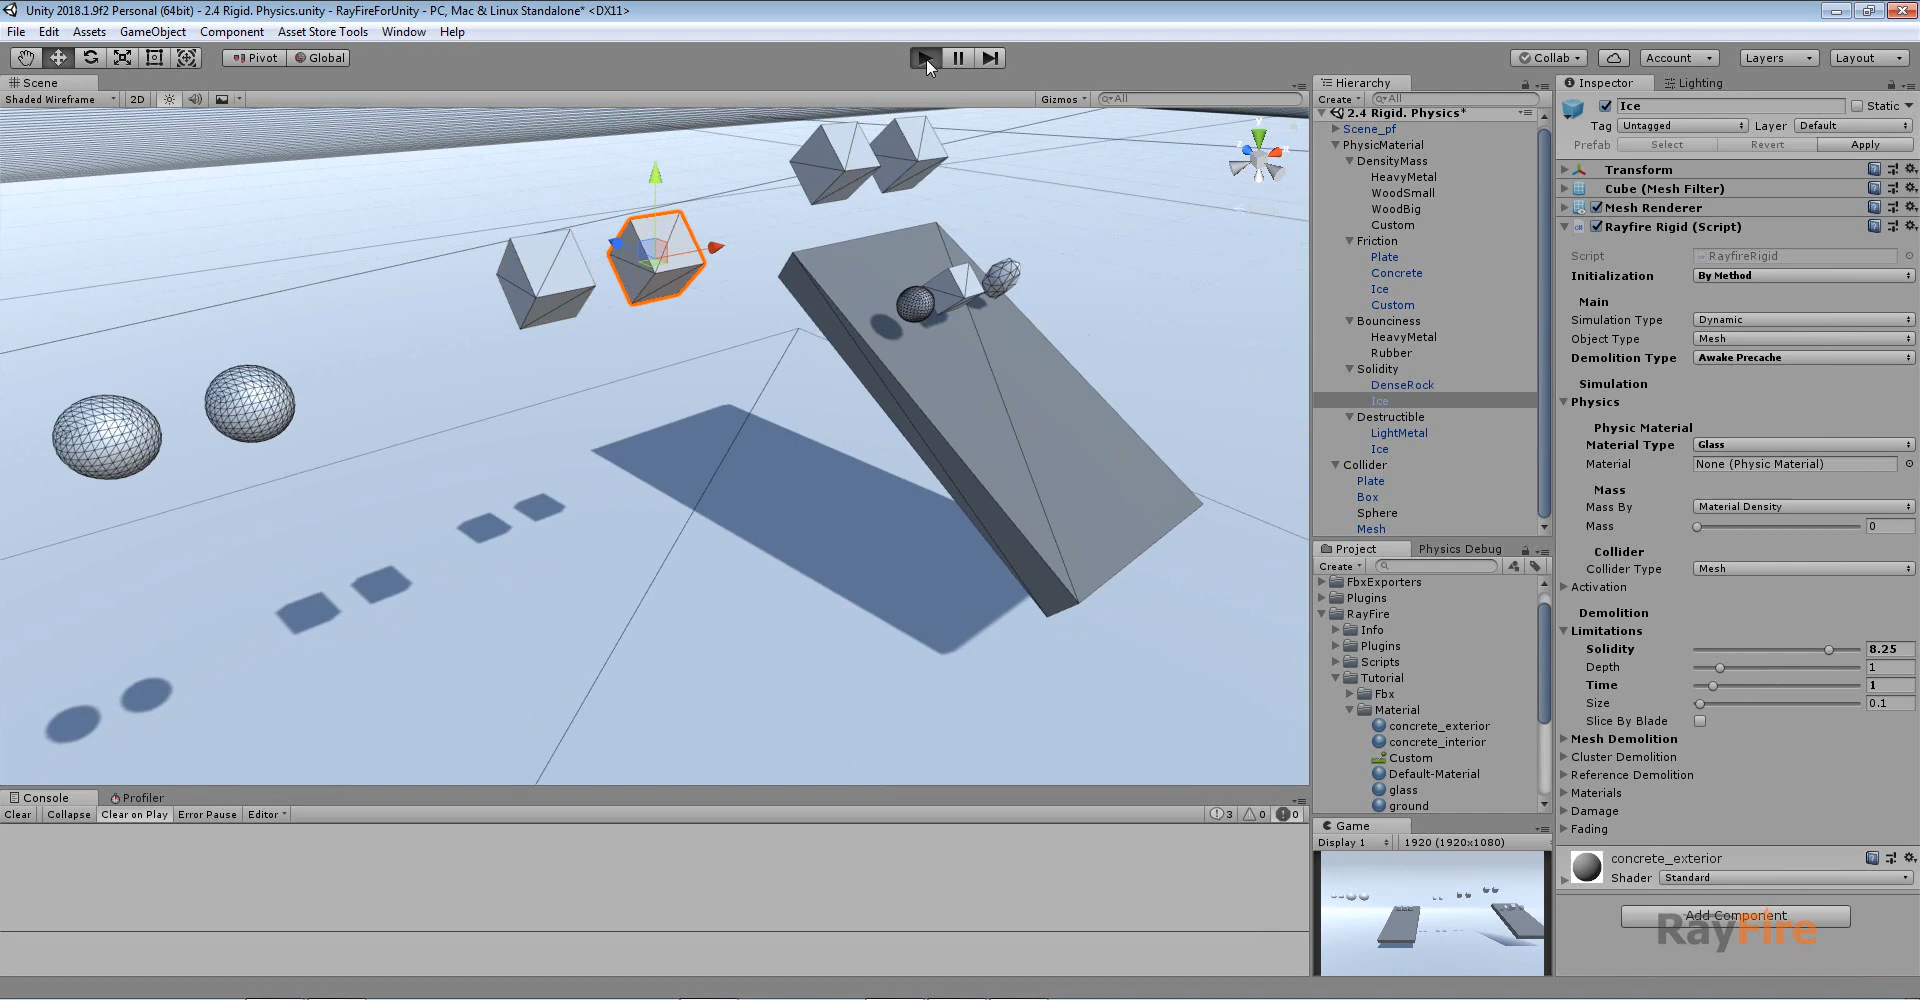 Unity 2018.1.9f2 Personal (64bit) - 2.4 Rigid. Physics.unity - RayFireForUnity - PC, Mac & Linux Standalone* <DX11>
File Edit Assets GameObject Component Asset Store Tools Window Help
Pivot Global Collab Account Layers Layout
Scene
Shaded Wireframe 2D Gizmos All
Hierarchy
Create All
2.4 Rigid. Physics*
Scene_pf
PhysicMaterial
DensityMass
HeavyMetal
WoodSmall
WoodBig
Custom
Friction
Plate
Concrete
Ice
Custom
Bounciness
HeavyMetal
Rubber
Solidity
DenseRock
Ice
Destructible
LightMetal
Ice
Collider
Plate
Box
Sphere
Mesh
Project Physics Debug
Create
FbxExporters
Plugins
RayFire
Info
Plugins
Scripts
Tutorial
Fbx
Material
concrete_exterior
concrete_interior
Custom
Default-Material
glass
ground
Game
Display 1 1920 (1920x1080)
Inspector Lighting
Ice Static
Tag Untagged Layer Default
Prefab Select Revert Apply
Transform
Cube (Mesh Filter)
Mesh Renderer
Rayfire Rigid (Script)
Script RayfireRigid
Initialization By Method
Main
Simulation Type Dynamic
Object Type Mesh
Demolition Type Awake Precache
Simulation
Physics
Physic Material
Material Type Glass
Material None (Physic Material)
Mass
Mass By Material Density
Mass 0
Collider
Collider Type Mesh
Activation
Demolition
Limitations
Solidity 8.25
Depth 1
Time 1
Size 0.1
Slice By Blade
Mesh Demolition
Cluster Demolition
Reference Demolition
Materials
Damage
Fading
concrete_exterior
Shader Standard
Add Component
RayFire
Console Profiler
Clear Collapse Clear on Play Error Pause Editor 3 0 0